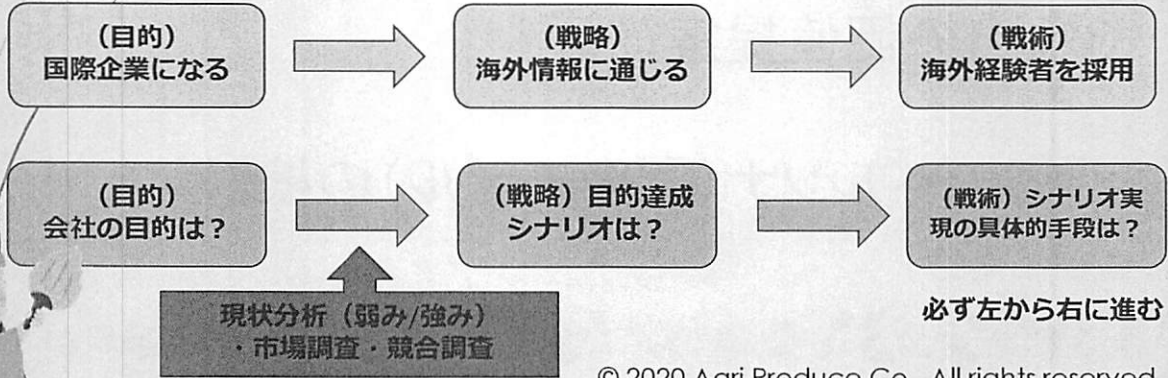 （目的）
国際企業になる
（戦略）
海外情報に通じる
（戦術）
海外経験者を採用
（目的）
会社の目的は？
（戦略）目的達成
シナリオは？
（戦術）シナリオ実
現の具体的手段は？
現状分析（弱み/強み）
・市場調査・競合調査
必ず左から右に進む
© 2020 Agri Produce Co., All rights reserved